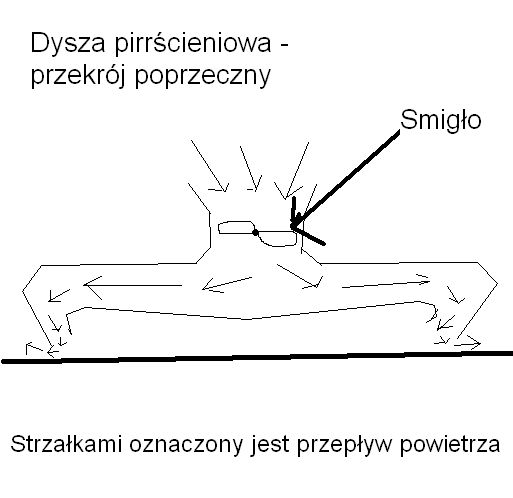 Dysza pirrścieniowa -
przekrój poprzeczny
Smigło
Strzałkami oznaczony jest przepływ powietrza